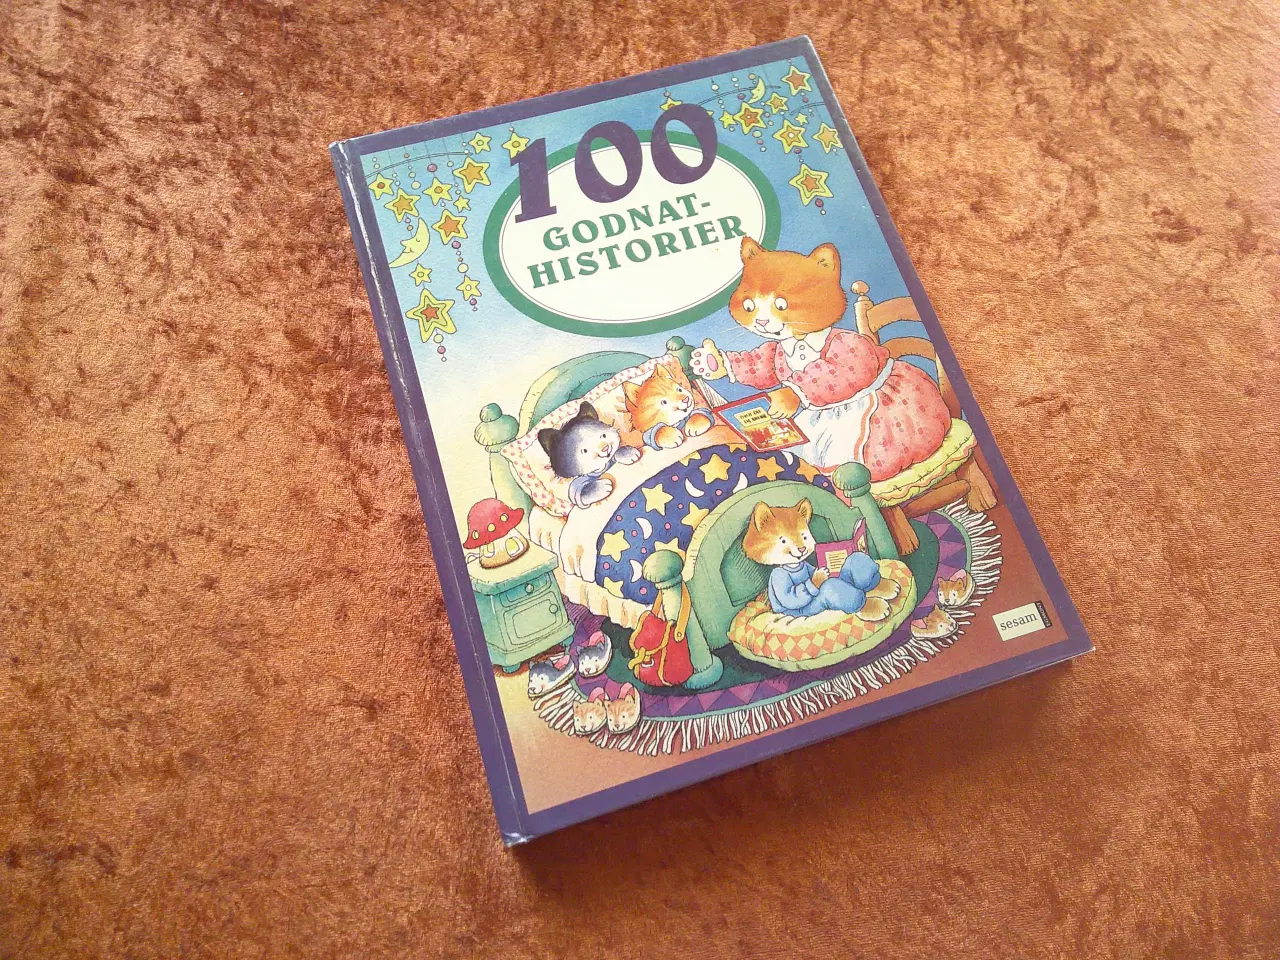 100
GODNAT-
HISTORIER
sesam